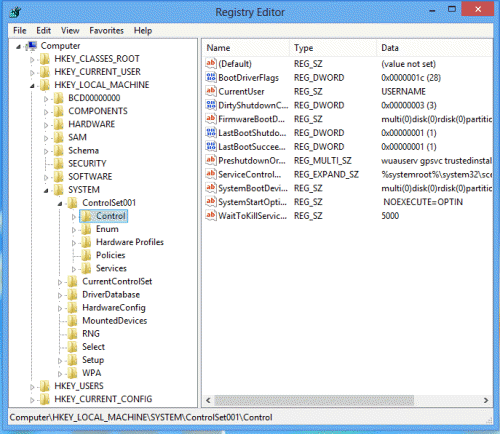 Registry Editor
File Edit View Favorites Help
Computer
HKEY_CLASSES_ROOT
HKEY_CURRENT_USER
HKEY_LOCAL_MACHINE
BCD00000000
COMPONENTS
HARDWARE
SAM
Schema
SECURITY
SOFTWARE
SYSTEM
ControlSet001
Control
Enum
Hardware Profiles
Policies
Services
CurrentControlSet
DriverDatabase
HardwareConfig
MountedDevices
RNG
Select
Setup
WPA
HKEY_USERS
HKEY_CURRENT_CONFIG
Name Type Data
(Default) REG_SZ (value not set)
BootDriverFlags REG_DWORD 0x0000001c (28)
CurrentUser REG_SZ USERNAME
DirtyShutdownC... REG_DWORD 0x00000003 (3)
FirmwareBootD... REG_SZ multi(0)disk(0)rdisk(0)partitic
LastBootShutdo... REG_DWORD 0x00000001 (1)
LastBootSuccee... REG_DWORD 0x00000001 (1)
PreshutdownOr... REG_MULTI_SZ wuauserv gpsvc trustedinstal
ServiceControl... REG_EXPAND_SZ %systemroot%\system32\sce
SystemBootDevi... REG_SZ multi(0)disk(0)rdisk(0)partitic
SystemStartOpti... REG_SZ NOEXECUTE=OPTIN
WaitToKillServic... REG_SZ 5000
Computer\HKEY_LOCAL_MACHINE\SYSTEM\ControlSet001\Control